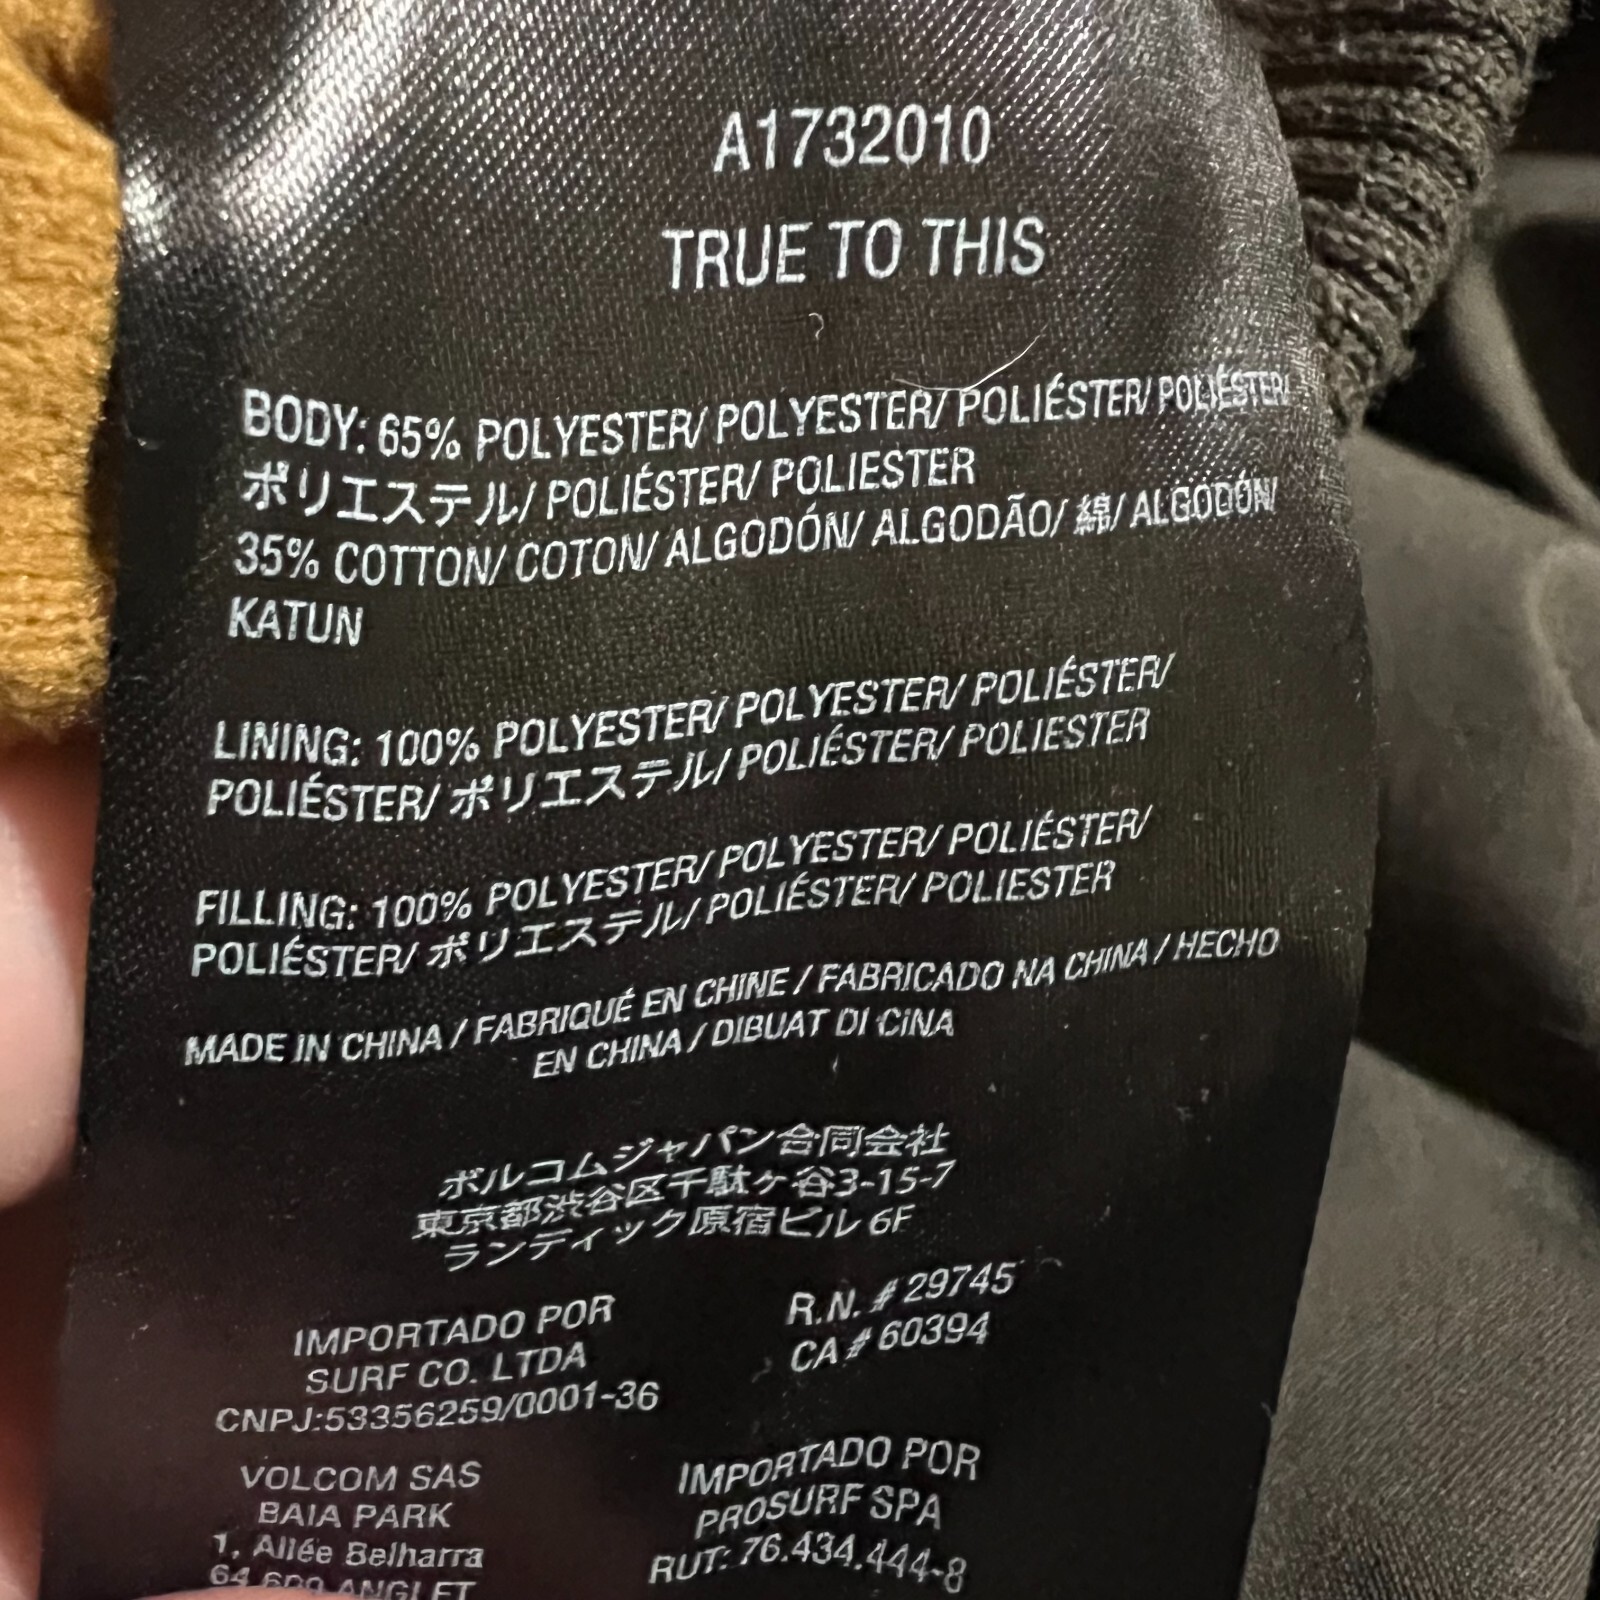 A1732010
TRUE TO THIS
BODY: 65% POLYESTER/ POLYESTER/ POLIÉSTER/ POLIÉSTER/
ポリエステル/ POLIÉSTER/ POLIESTER
35% COTTON/ COTON/ ALGODÓN/ ALGODÃO/ 綿/ ALGODÓN/
KATUN
LINING: 100% POLYESTER/ POLYESTER/ POLIÉSTER/
POLIÉSTER/ ポリエステル/ POLIÉSTER/ POLIESTER
FILLING: 100% POLYESTER/ POLYESTER/ POLIÉSTER/
POLIÉSTER/ ポリエステル/ POLIÉSTER/ POLIESTER
MADE IN CHINA / FABRIQUÉ EN CHINE / FABRICADO NA CHINA / HECHO
EN CHINA / DIBUAT DI CINA
ボルコムジャパン合同会社
東京都渋谷区千駄ヶ谷3-15-7
ランディック原宿ビル 6F
IMPORTADO POR
SURF CO. LTDA
CNPJ:53356259/0001-36
R.N. # 29745
CA # 60394
VOLCOM SAS
BAIA PARK
1, Allée Belharra
64 600 ANGLET
IMPORTADO POR
PROSURF SPA
RUT: 76.434.444-8